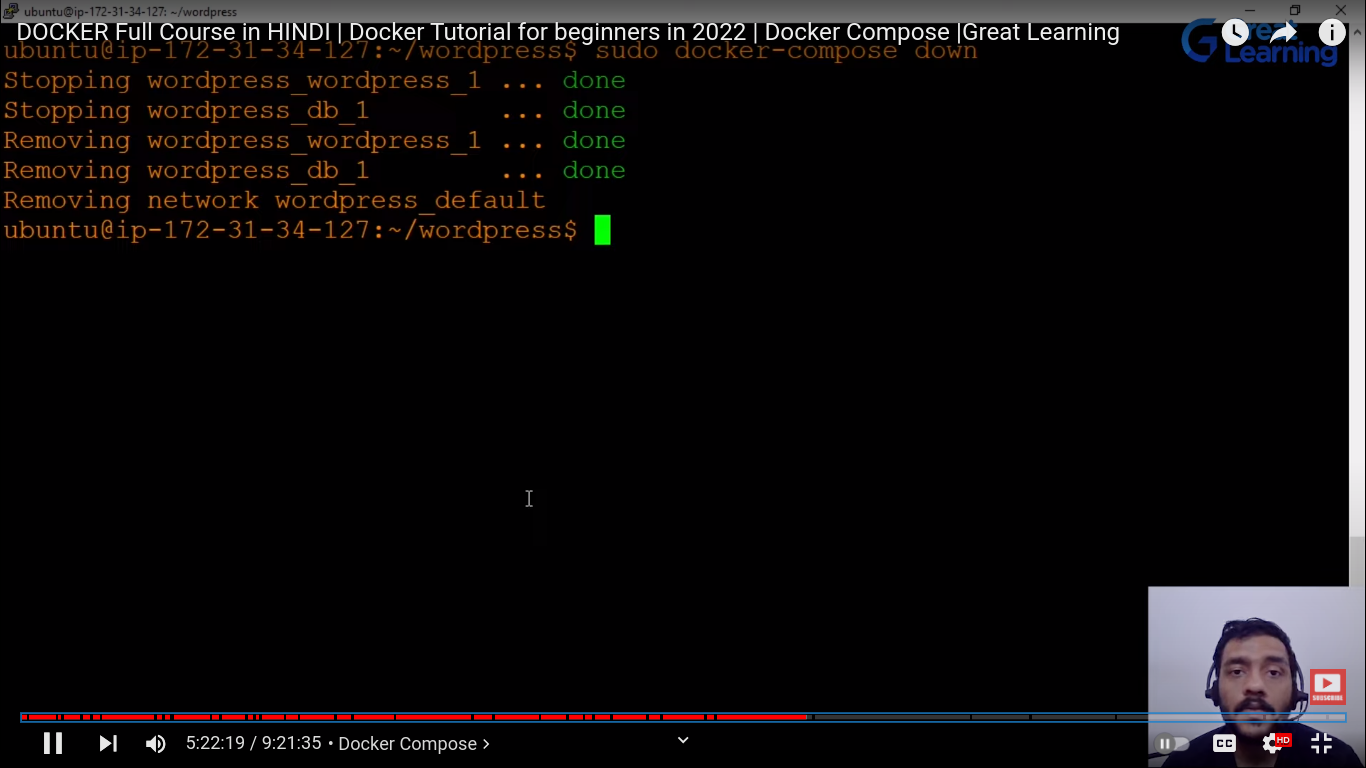 ubuntu@ip-172-31-34-127: ~/wordpress
DOCKER Full Course in HINDI | Docker Tutorial for beginners in 2022 | Docker Compose |Great Learning
Great Learning
ubuntu@ip-172-31-34-127:~/wordpress$ sudo docker-compose down
Stopping wordpress_wordpress_1 ... done
Stopping wordpress_db_1 ... done
Removing wordpress_wordpress_1 ... done
Removing wordpress_db_1 ... done
Removing network wordpress_default
ubuntu@ip-172-31-34-127:~/wordpress$
SUBSCRIBE
5:22:19 / 9:21:35 • Docker Compose
CC
HD